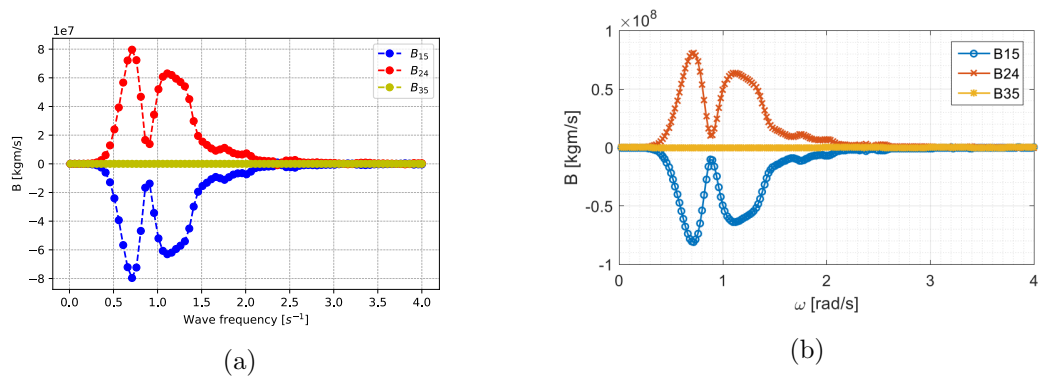 1e7
8
6
4
2
0
−2
−4
−6
−8
B [kgm/s]
0.0 0.5 1.0 1.5 2.0 2.5 3.0 3.5 4.0
Wave frequency [s⁻¹]
B₁₅
B₂₄
B₃₅
(a)
×10⁸
1
0.5
0
-0.5
-1
B [kgm/s]
0 1 2 3 4
ω [rad/s]
B15
B24
B35
(b)